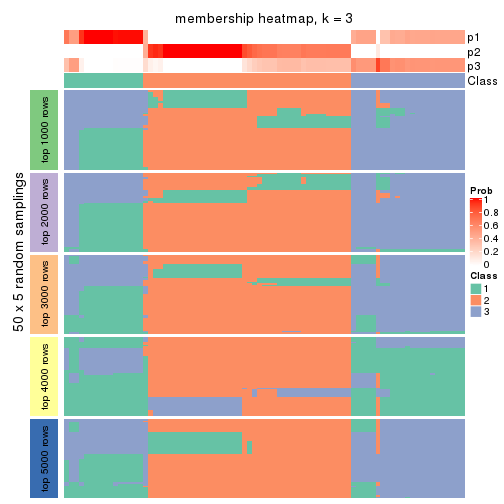 membership heatmap, k = 3
p1
p2
p3
Class
50 x 5 random samplings
top 1000 rows
top 2000 rows
top 3000 rows
top 4000 rows
top 5000 rows
Prob
1
0.8
0.6
0.4
0.2
0
Class
1
2
3